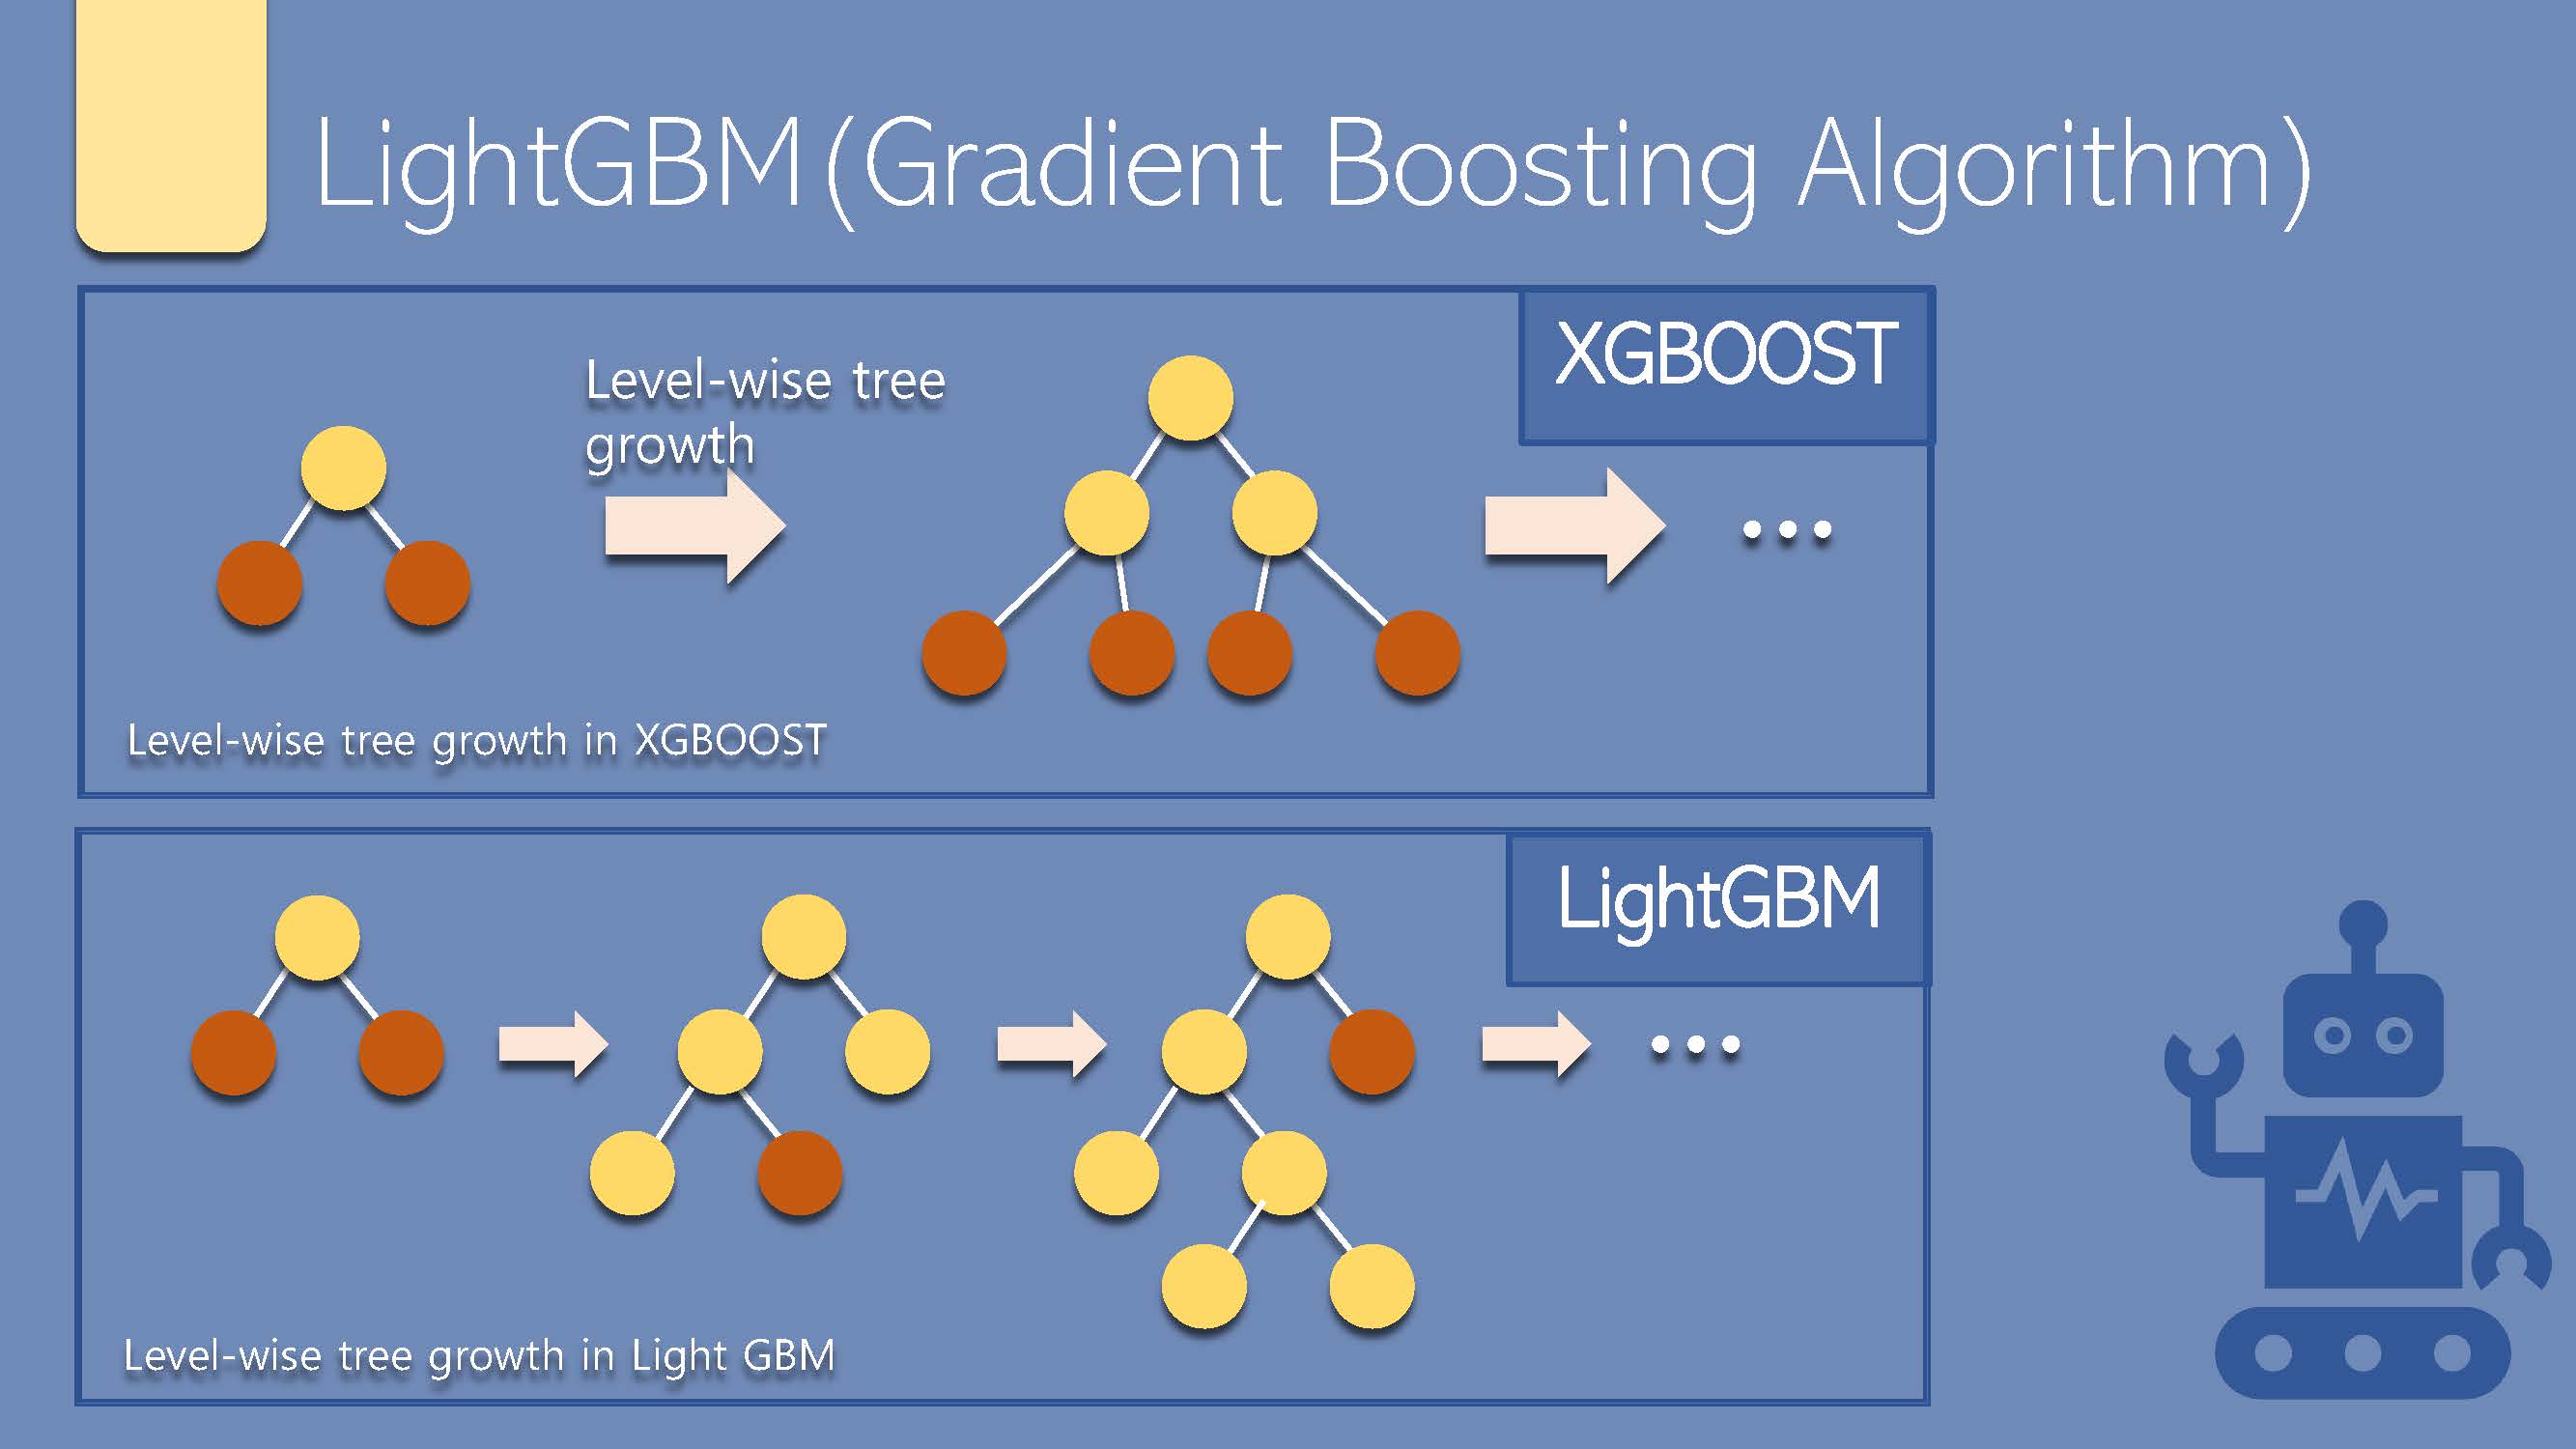 LightGBM(Gradient Boosting Algorithm)
XGBOOST
Level-wise tree
growth
Level-wise tree growth in XGBOOST
LightGBM
Level-wise tree growth in Light GBM